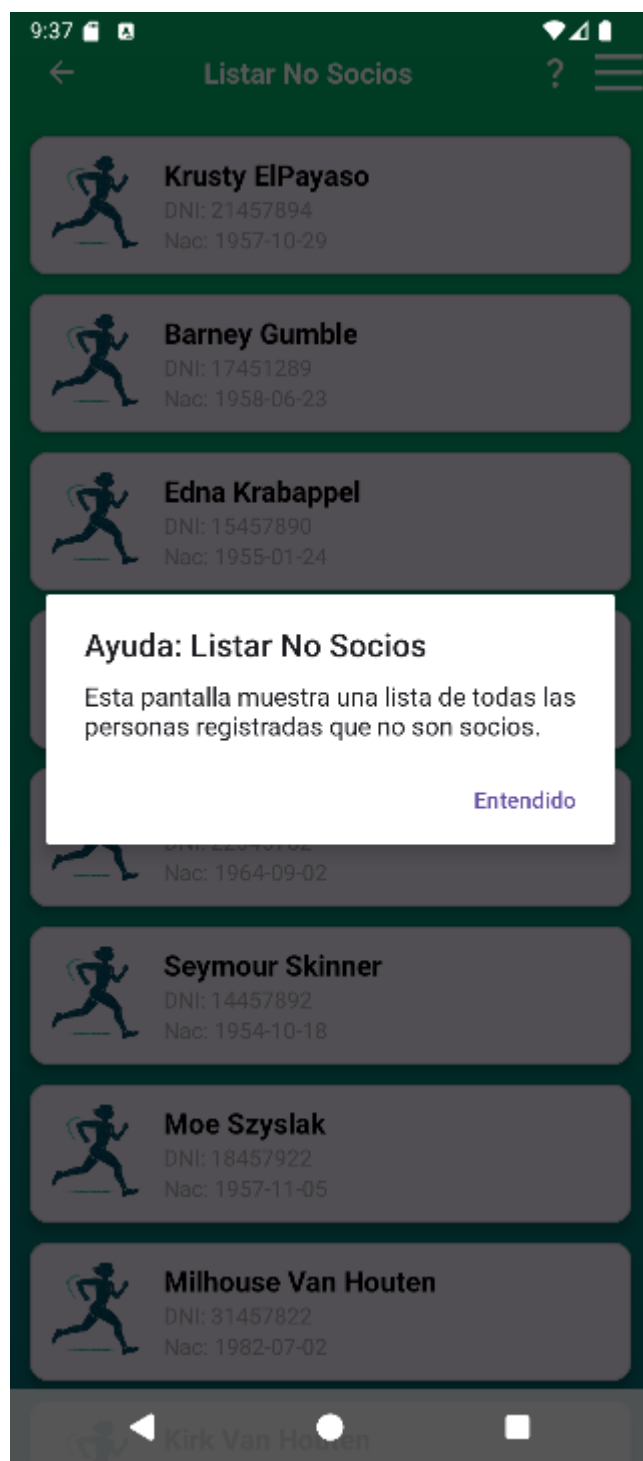 9:37
Listar No Socios ?
Krusty ElPayaso
DNI: 21457894
Nac: 1957-10-29
Barney Gumble
DNI: 17451289
Nac: 1958-06-23
Edna Krabappel
DNI: 15457890
Nac: 1955-01-24
Ayuda: Listar No Socios
Esta pantalla muestra una lista de todas las
personas registradas que no son socios.
Entendido
Nac: 1964-09-02
Seymour Skinner
DNI: 14457892
Nac: 1954-10-18
Moe Szyslak
DNI: 18457922
Nac: 1957-11-05
Milhouse Van Houten
DNI: 31457822
Nac: 1982-07-02
Kirk Van Houten